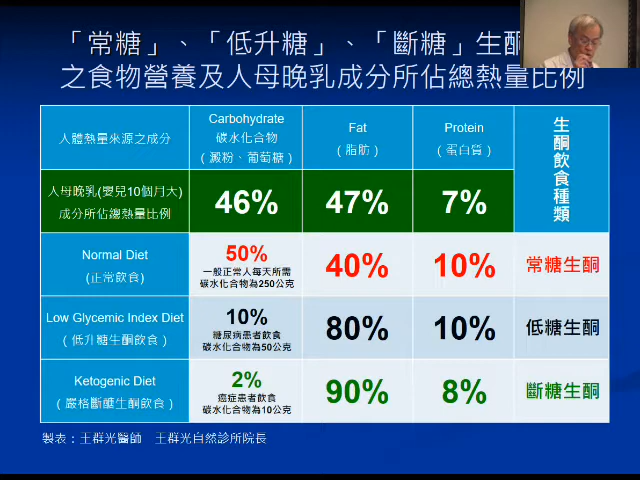 「常糖」、「低升糖」、「斷糖」生酮
之食物營養及人母晚乳成分所佔總熱量比例
人體熱量來源之成分
Carbohydrate
碳水化合物
（澱粉、葡萄糖）
Fat
（脂肪）
Protein
（蛋白質）
生酮飲食種類
人母晚乳(嬰兒10個月大)
成分所佔總熱量比例
46%
47%
7%
Normal Diet
(正常飲食)
50%
一般正常人每天所需
碳水化合物為250公克
40%
10%
常糖生酮
Low Glycemic Index Diet
（低升糖生酮飲食）
10%
糖尿病患者飲食
碳水化合物為50公克
80%
10%
低糖生酮
Ketogenic Diet
（嚴格斷醣生酮飲食）
2%
癌症患者飲食
碳水化合物為10公克
90%
8%
斷糖生酮
製表：王群光醫師　王群光自然診所院長